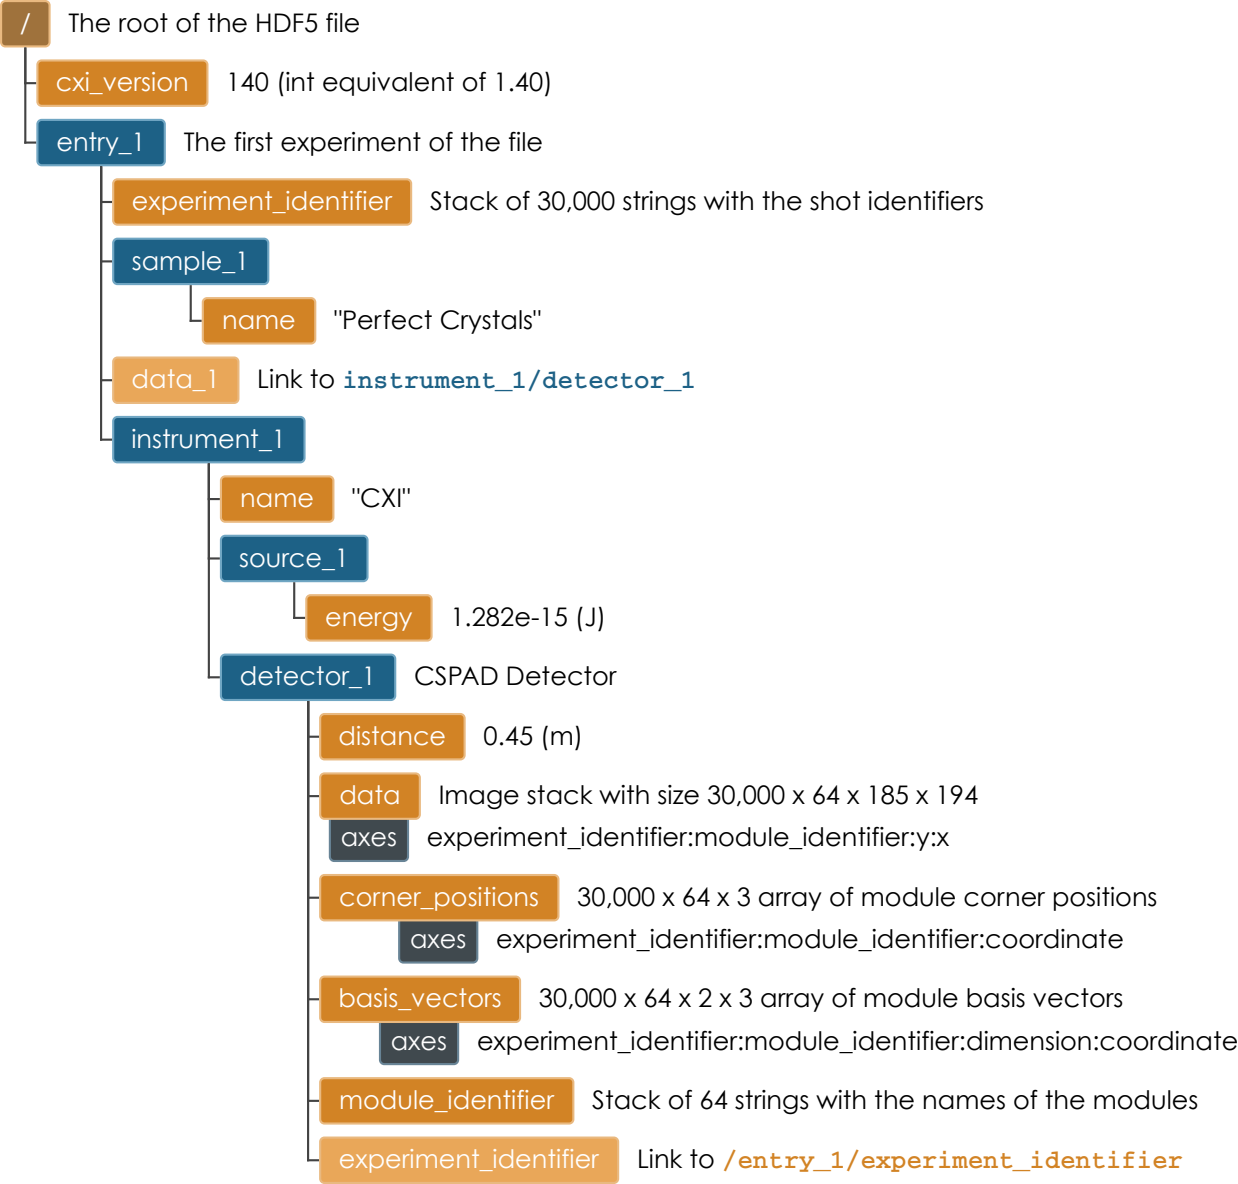 / The root of the HDF5 file
cxi_version 140 (int equivalent of 1.40)
entry_1 The first experiment of the file
experiment_identifier Stack of 30,000 strings with the shot identifiers
sample_1
name "Perfect Crystals"
data_1 Link to instrument_1/detector_1
instrument_1
name "CXI"
source_1
energy 1.282e-15 (J)
detector_1 CSPAD Detector
distance 0.45 (m)
data Image stack with size 30,000 x 64 x 185 x 194
axes experiment_identifier:module_identifier:y:x
corner_positions 30,000 x 64 x 3 array of module corner positions
axes experiment_identifier:module_identifier:coordinate
basis_vectors 30,000 x 64 x 2 x 3 array of module basis vectors
axes experiment_identifier:module_identifier:dimension:coordinate
module_identifier Stack of 64 strings with the names of the modules
experiment_identifier Link to /entry_1/experiment_identifier